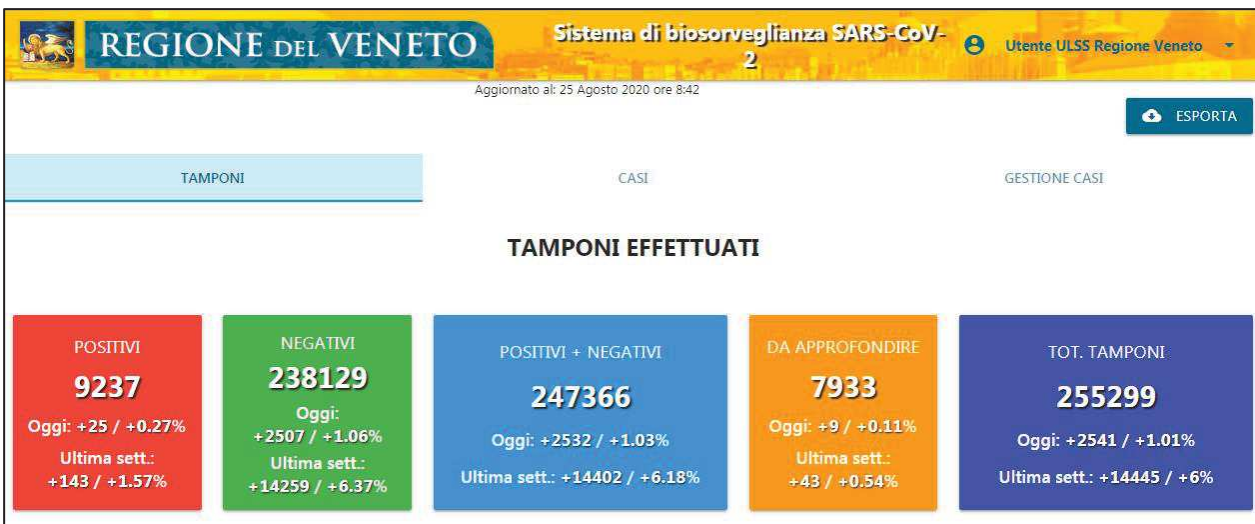 REGIONE DEL VENETO
Sistema di biosorveglianza SARS-CoV-
2
Utente ULSS Regione Veneto
Aggiornato al: 25 Agosto 2020 ore 8:42
ESPORTA
TAMPONI
CASI
GESTIONE CASI
TAMPONI EFFETTUATI
POSITIVI
9237
Oggi: +25 / +0.27%
Ultima sett.:
+143 / +1.57%
NEGATIVI
238129
Oggi:
+2507 / +1.06%
Ultima sett.:
+14259 / +6.37%
POSITIVI + NEGATIVI
247366
Oggi: +2532 / +1.03%
Ultima sett.: +14402 / +6.18%
DA APPROFONDIRE
7933
Oggi: +9 / +0.11%
Ultima sett.:
+43 / +0.54%
TOT. TAMPONI
255299
Oggi: +2541 / +1.01%
Ultima sett.: +14445 / +6%